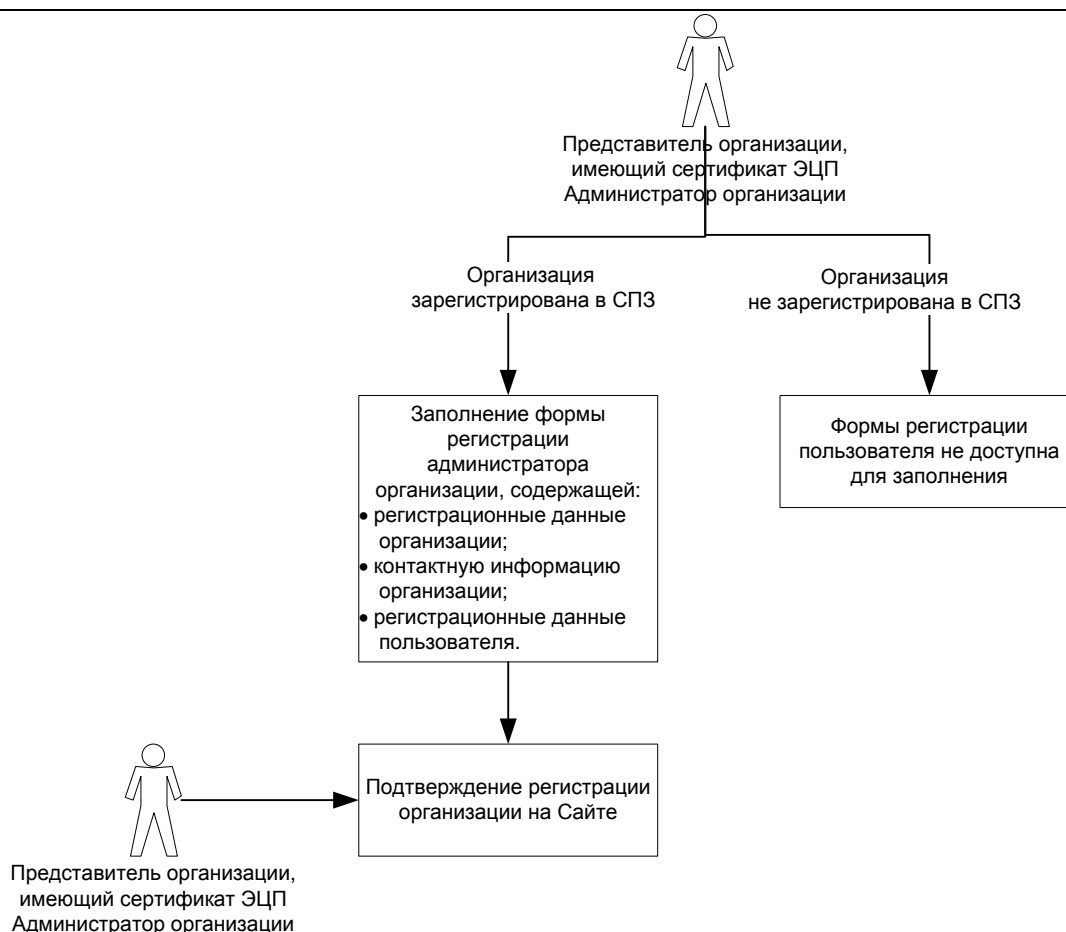 Представитель организации,
имеющий сертификат ЭЦП
Администратор организации
Организация
зарегистрирована в СПЗ
Организация
не зарегистрирована в СПЗ
Заполнение формы
регистрации
администратора
организации, содержащей:
• регистрационные данные
организации;
• контактную информацию
организации;
• регистрационные данные
пользователя.
Формы регистрации
пользователя не доступна
для заполнения
Подтверждение регистрации
организации на Сайте
Представитель организации,
имеющий сертификат ЭЦП
Администратор организации